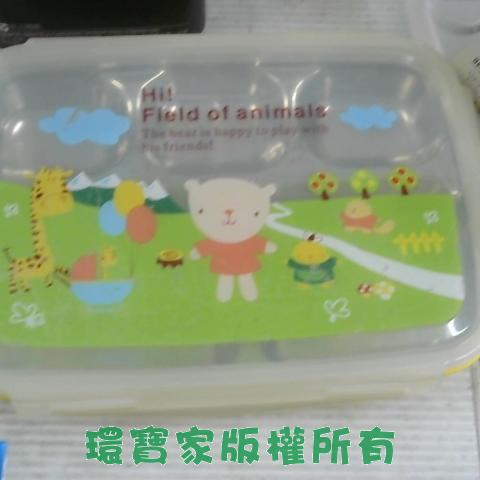 Hi!
Field of animals
The bear is happy to play with
his friends!
環寶家版權所有